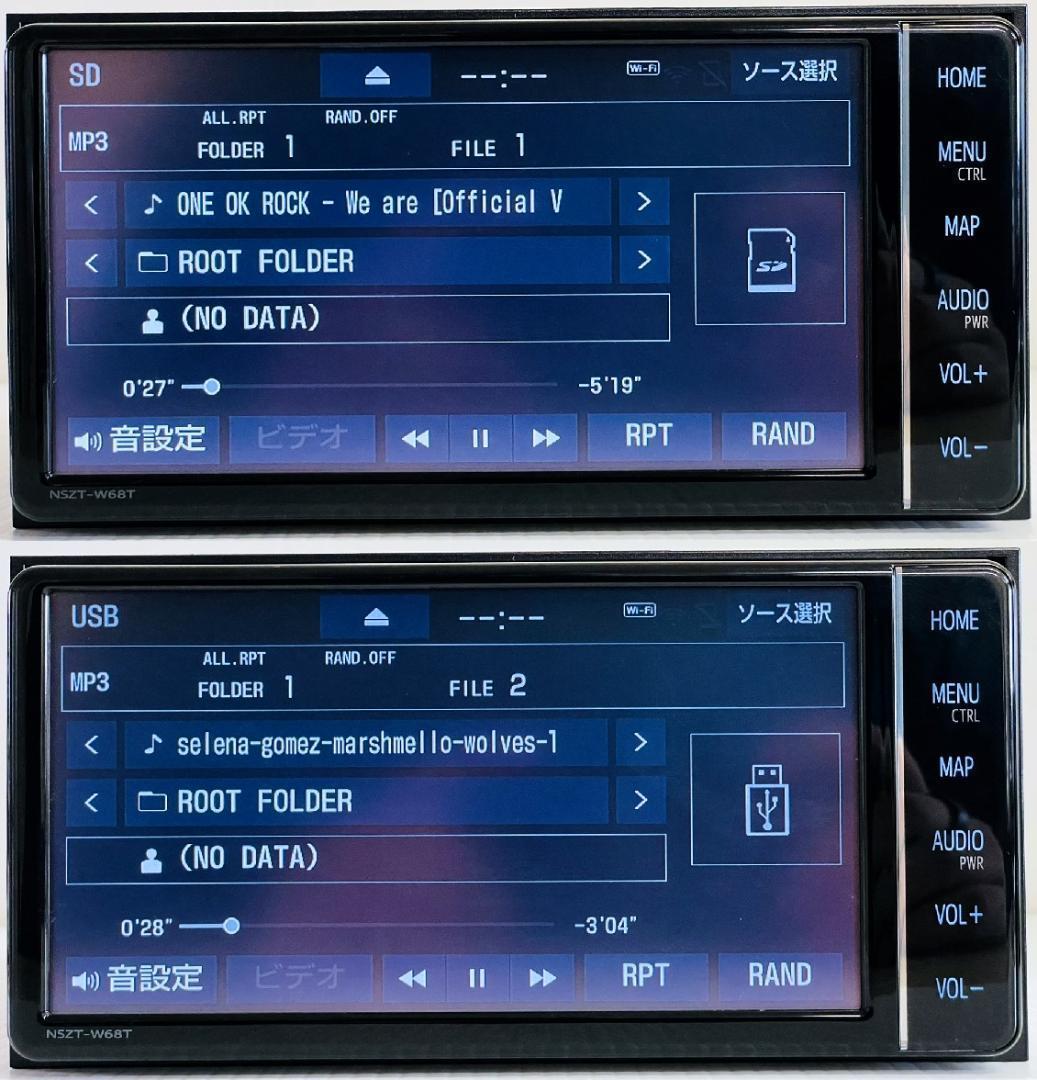 SD --:-- Wi-Fi ソース選択
ALL.RPT RAND.OFF
MP3 FOLDER 1 FILE 1
< ♪ ONE OK ROCK - We are [Official V >
< ROOT FOLDER >
(NO DATA)
0'27" -5'19"
音設定 ビデオ RPT RAND
NSZT-W68T
HOME
MENU
CTRL
MAP
AUDIO
PWR
VOL+
VOL-
USB --:-- Wi-Fi ソース選択
ALL.RPT RAND.OFF
MP3 FOLDER 1 FILE 2
< ♪ selena-gomez-marshmello-wolves-1 >
< ROOT FOLDER >
(NO DATA)
0'28" -3'04"
音設定 ビデオ RPT RAND
NSZT-W68T
HOME
MENU
CTRL
MAP
AUDIO
PWR
VOL+
VOL-